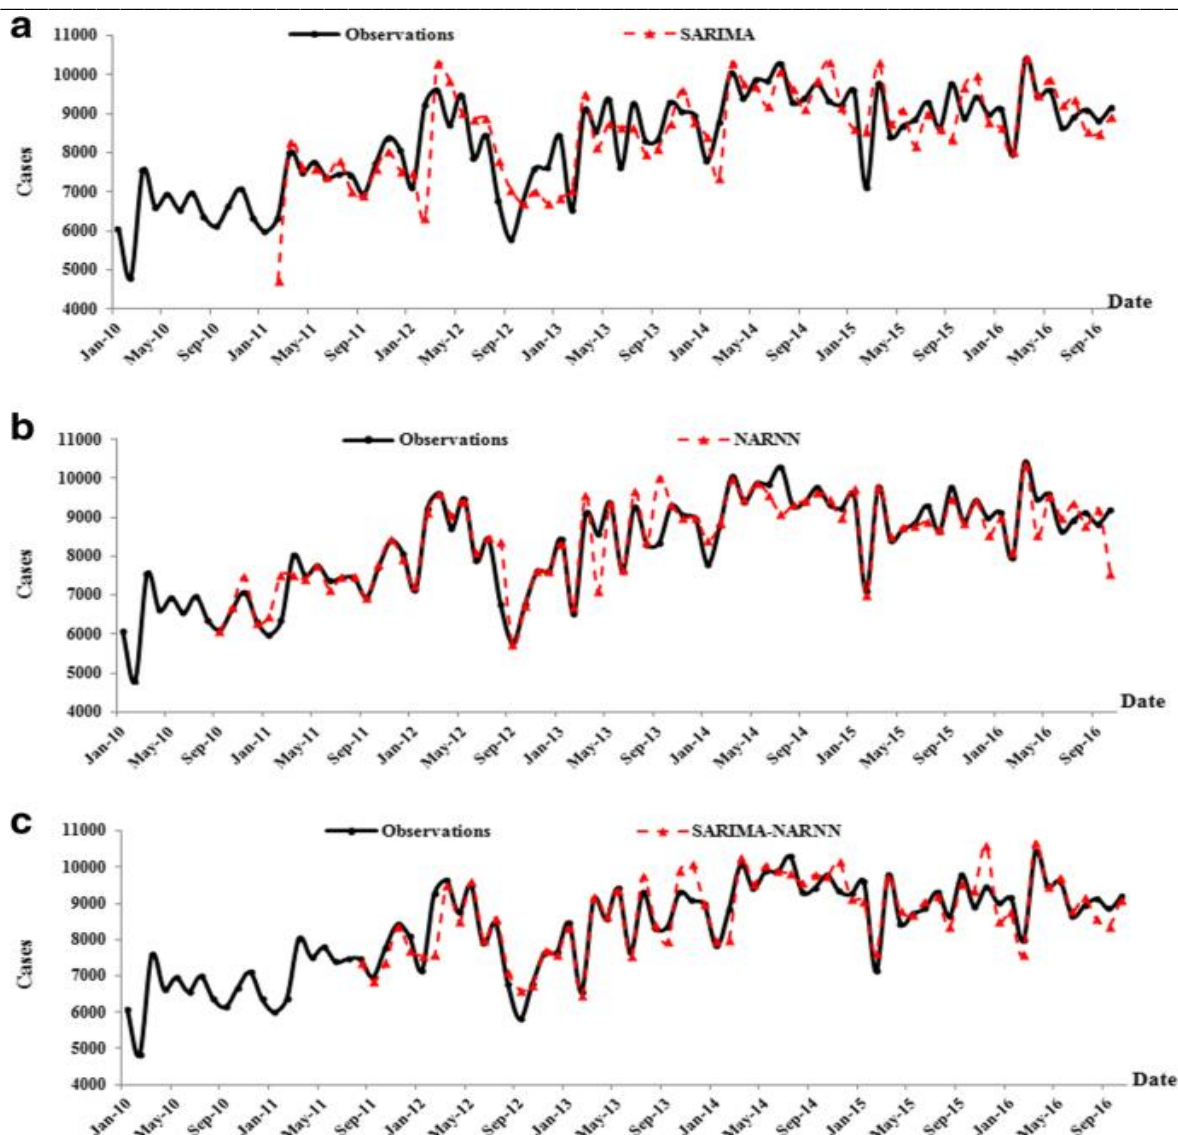 a
Observations SARIMA
11000
10000
9000
8000
7000
6000
5000
4000
Cases
Date
Jan-10 May-10 Sep-10 Jan-11 May-11 Sep-11 Jan-12 May-12 Sep-12 Jan-13 May-13 Sep-13 Jan-14 May-14 Sep-14 Jan-15 May-15 Sep-15 Jan-16 May-16 Sep-16
b
Observations NARNN
11000
10000
9000
8000
7000
6000
5000
4000
Cases
Date
Jan-10 May-10 Sep-10 Jan-11 May-11 Sep-11 Jan-12 May-12 Sep-12 Jan-13 May-13 Sep-13 Jan-14 May-14 Sep-14 Jan-15 May-15 Sep-15 Jan-16 May-16 Sep-16
c
Observations SARIMA-NARNN
11000
10000
9000
8000
7000
6000
5000
4000
Cases
Date
Jan-10 May-10 Sep-10 Jan-11 May-11 Sep-11 Jan-12 May-12 Sep-12 Jan-13 May-13 Sep-13 Jan-14 May-14 Sep-14 Jan-15 May-15 Sep-15 Jan-16 May-16 Sep-16